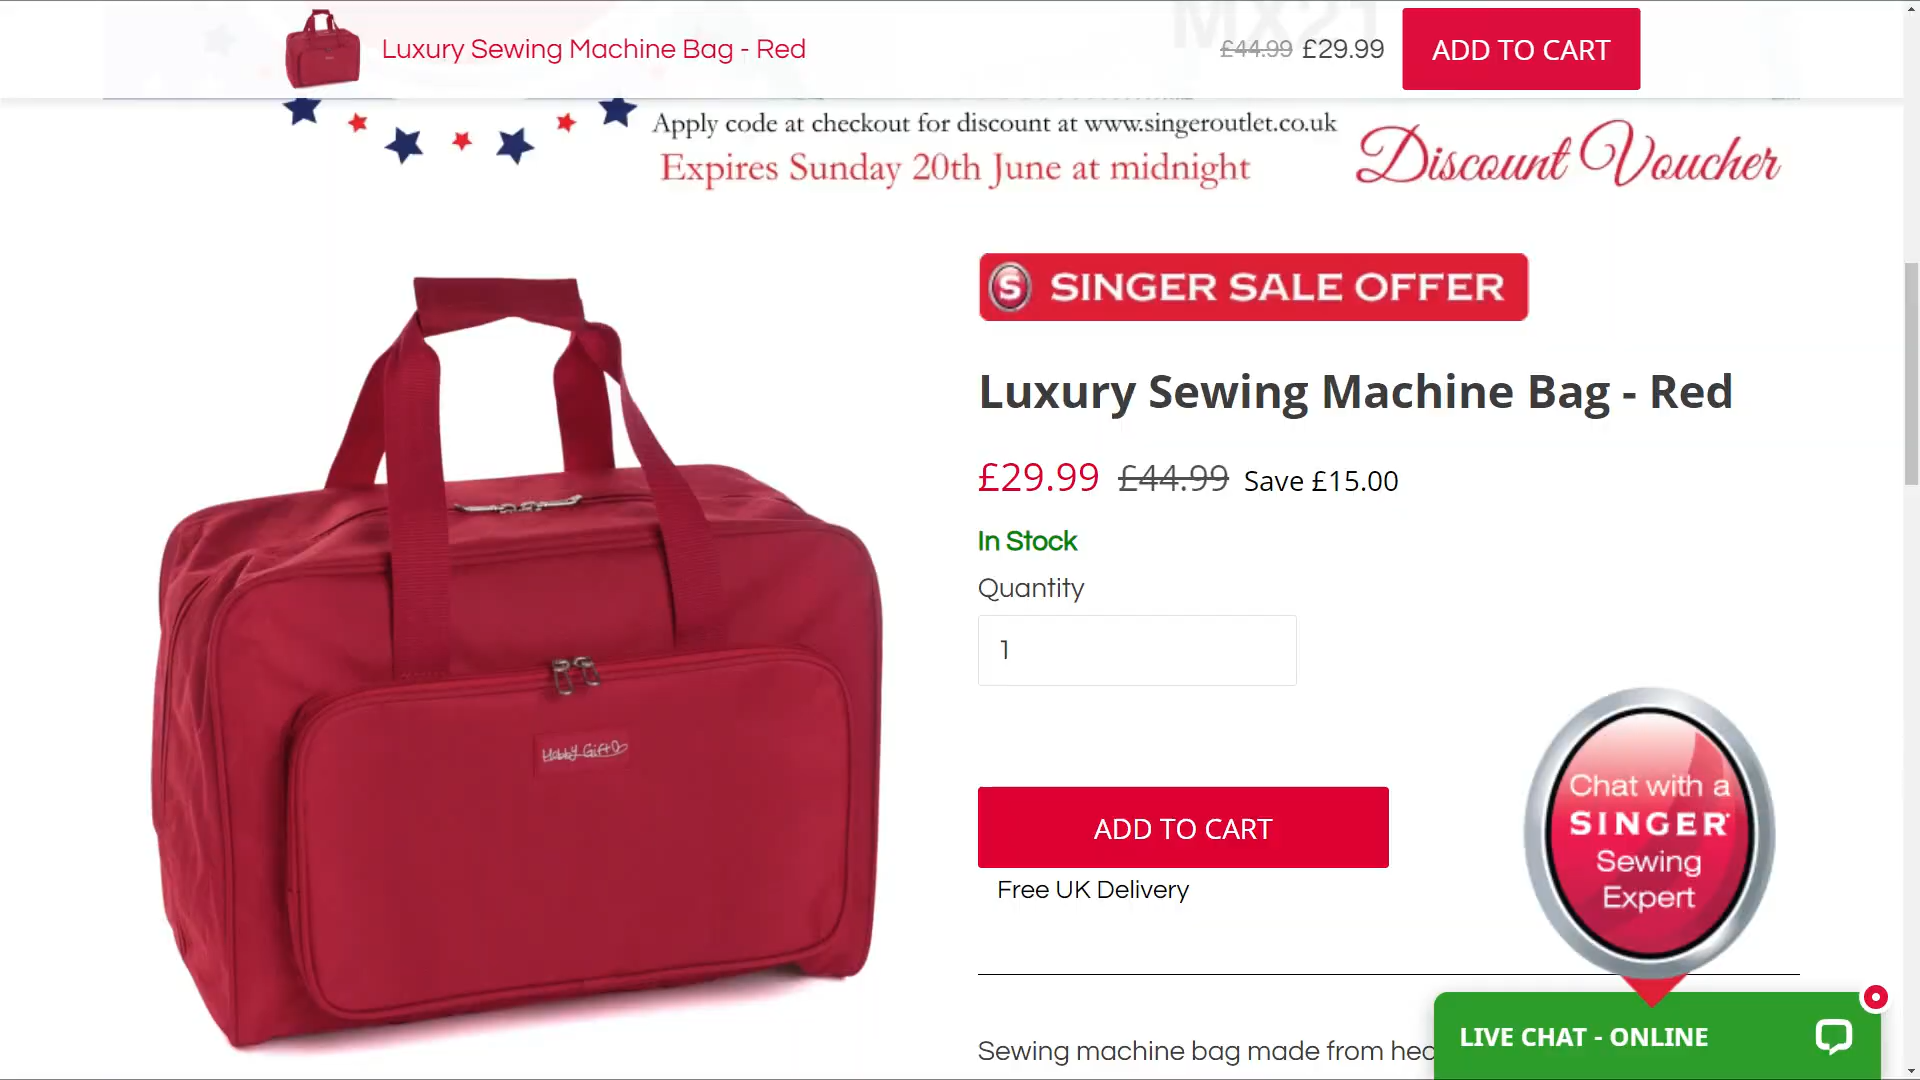 MX21
Luxury Sewing Machine Bag - Red
£44.99 £29.99
ADD TO CART
Apply code at checkout for discount at www.singeroutlet.co.uk
Expires Sunday 20th June at midnight
Discount Voucher
S SINGER SALE OFFER
Luxury Sewing Machine Bag - Red
£29.99 £44.99 Save £15.00
In Stock
Quantity
1
Hobby Gift
ADD TO CART
Free UK Delivery
Chat with a
SINGER
Sewing
Expert
Sewing machine bag made from
LIVE CHAT - ONLINE